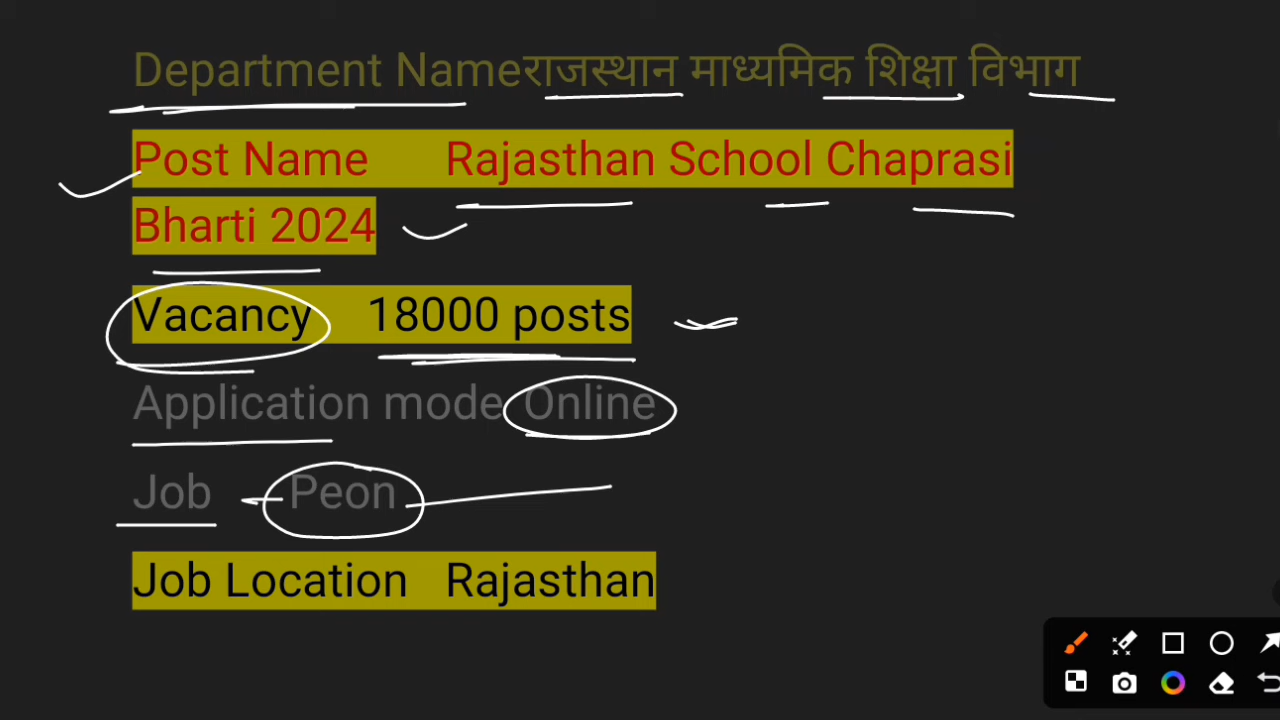 Department Nameराजस्थान माध्यमिक शिक्षा विभाग
Post Name Rajasthan School Chaprasi
Bharti 2024
Vacancy 18000 posts
Application mode Online
Job - Peon
Job Location Rajasthan